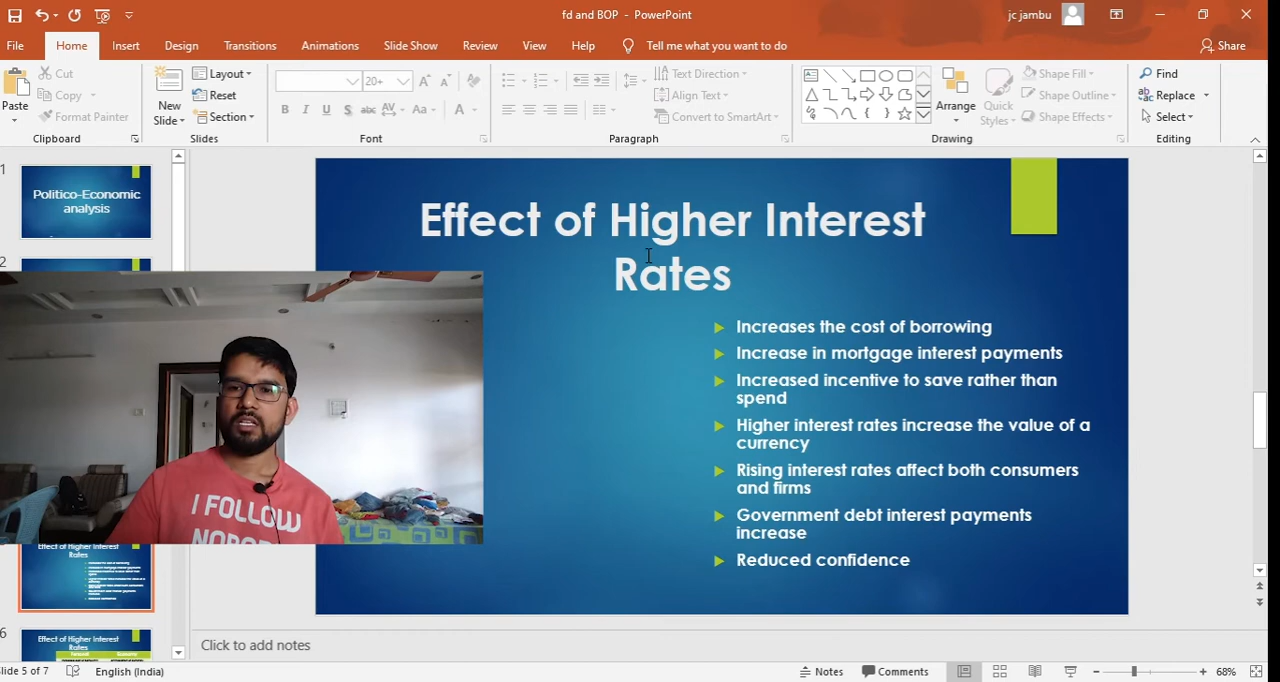 fd and BOP - PowerPoint
jc jambu
File Home Insert Design Transitions Animations Slide Show Review View Help Tell me what you want to do Share
Paste
Cut
Copy
Format Painter
Clipboard
New
Slide
Layout
Reset
Section
Slides
20+
B I U S abc AV Aa A
Font
Text Direction
Align Text
Convert to SmartArt
Paragraph
Arrange
Quick
Styles
Shape Fill
Shape Outline
Shape Effects
Drawing
Find
Replace
Select
Editing
1
Politico-Economic
analysis
2
Effect of Higher Interest
Rates
6
Effect of Higher Interest
Rates
Effect of Higher Interest
Rates
Increases the cost of borrowing
Increase in mortgage interest payments
Increased incentive to save rather than
spend
Higher interest rates increase the value of a
currency
Rising interest rates affect both consumers
and firms
Government debt interest payments
increase
Reduced confidence
I FOLLOW
Click to add notes
lide 5 of 7 English (India) Notes Comments 68%